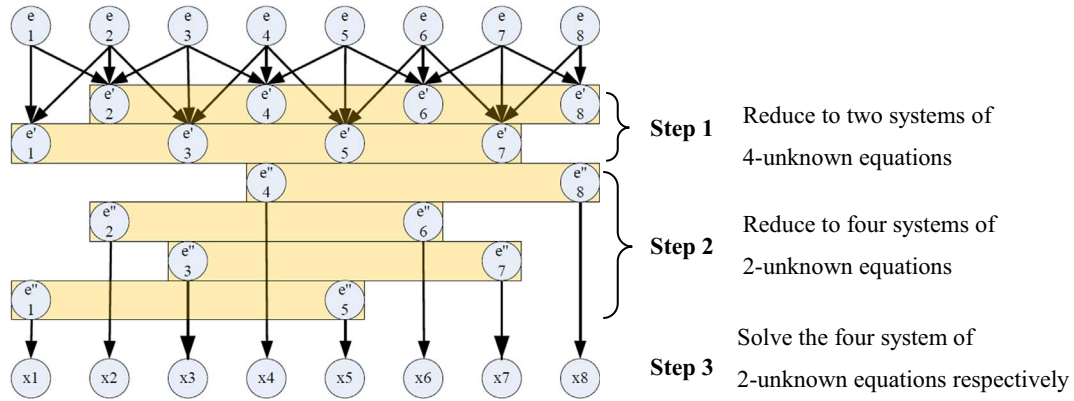 e e e e e e e e
1 2 3 4 5 6 7 8
e' e' e' e'
2 4 6 8
e' e' e' e'
1 3 5 7
Step 1
Reduce to two systems of
4-unknown equations
e'' e''
4 8
e'' e''
2 6
e'' e''
3 7
e'' e''
1 5
Step 2
Reduce to four systems of
2-unknown equations
x1 x2 x3 x4 x5 x6 x7 x8
Step 3
Solve the four system of
2-unknown equations respectively